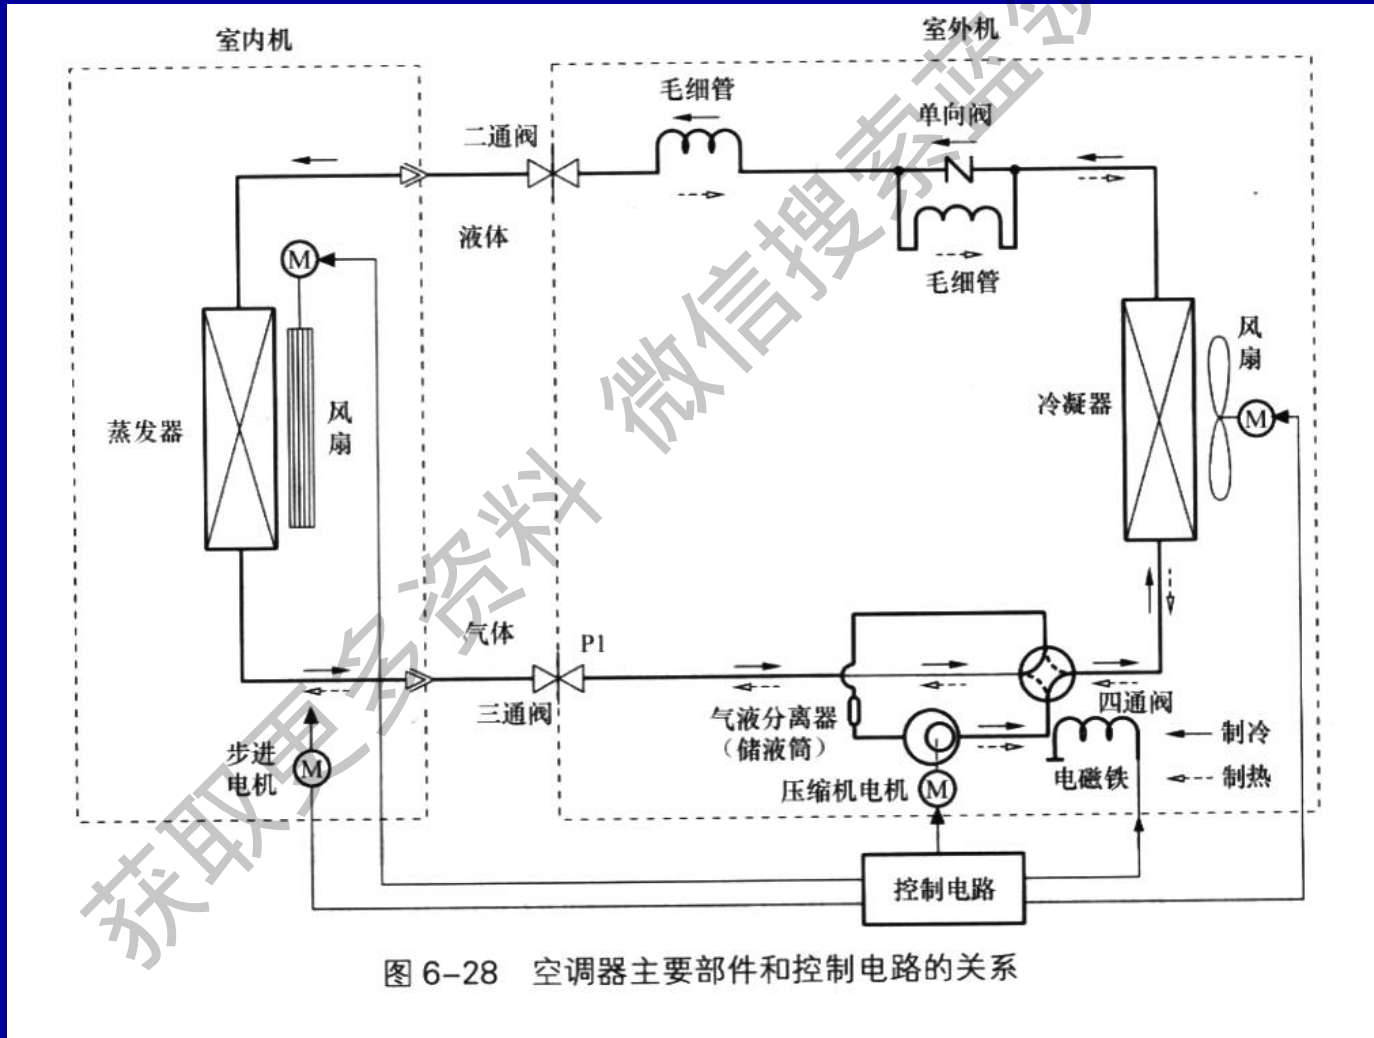 室内机
室外机
毛细管
单向阀
二通阀
液体
毛细管
M
风
扇
冷凝器
M
蒸发器
风
扇
气体
P1
三通阀
气液分离器
（储液筒）
四通阀
制冷
步进
电机
M
压缩机电机
M
电磁铁
制热
控制电路
图 6-28 空调器主要部件和控制电路的关系
获取更多资料 微信搜索蓝领